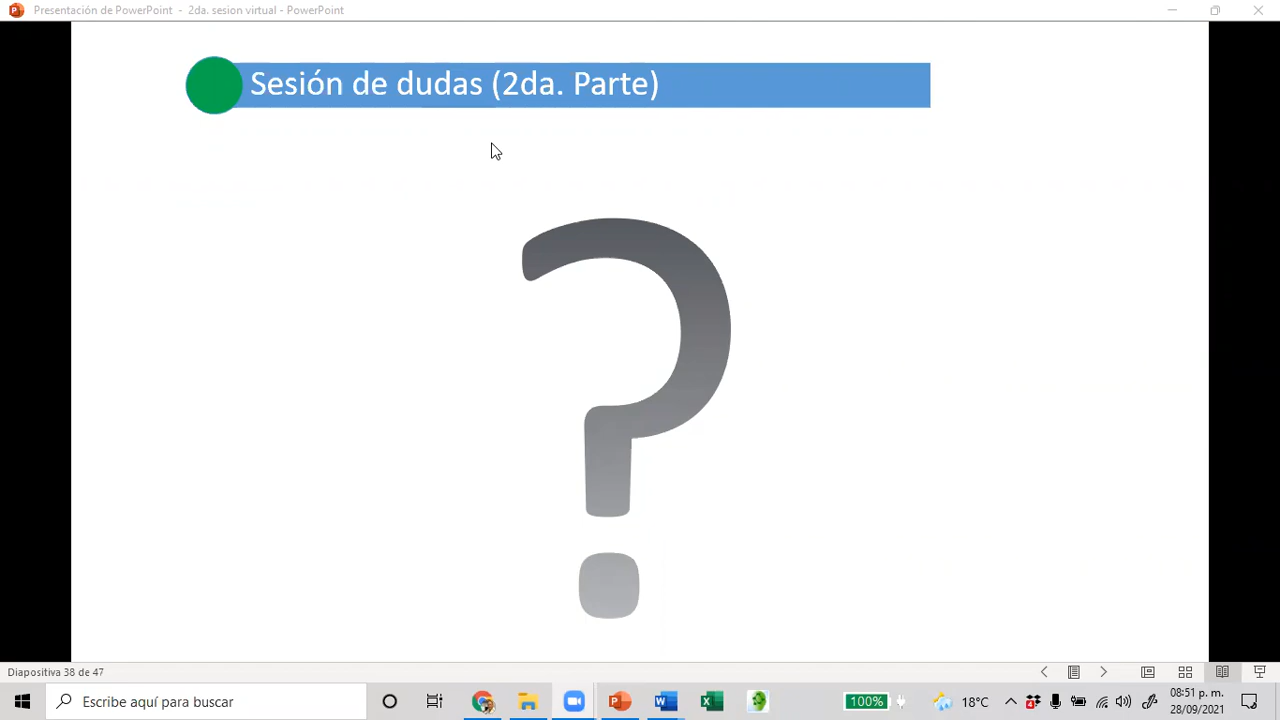 Presentación de PowerPoint - 2da. sesion virtual - PowerPoint
Sesión de dudas (2da. Parte)
?
Diapositiva 38 de 47
Escribe aquí para buscar
100%
18°C
08:51 p. m.
28/09/2021